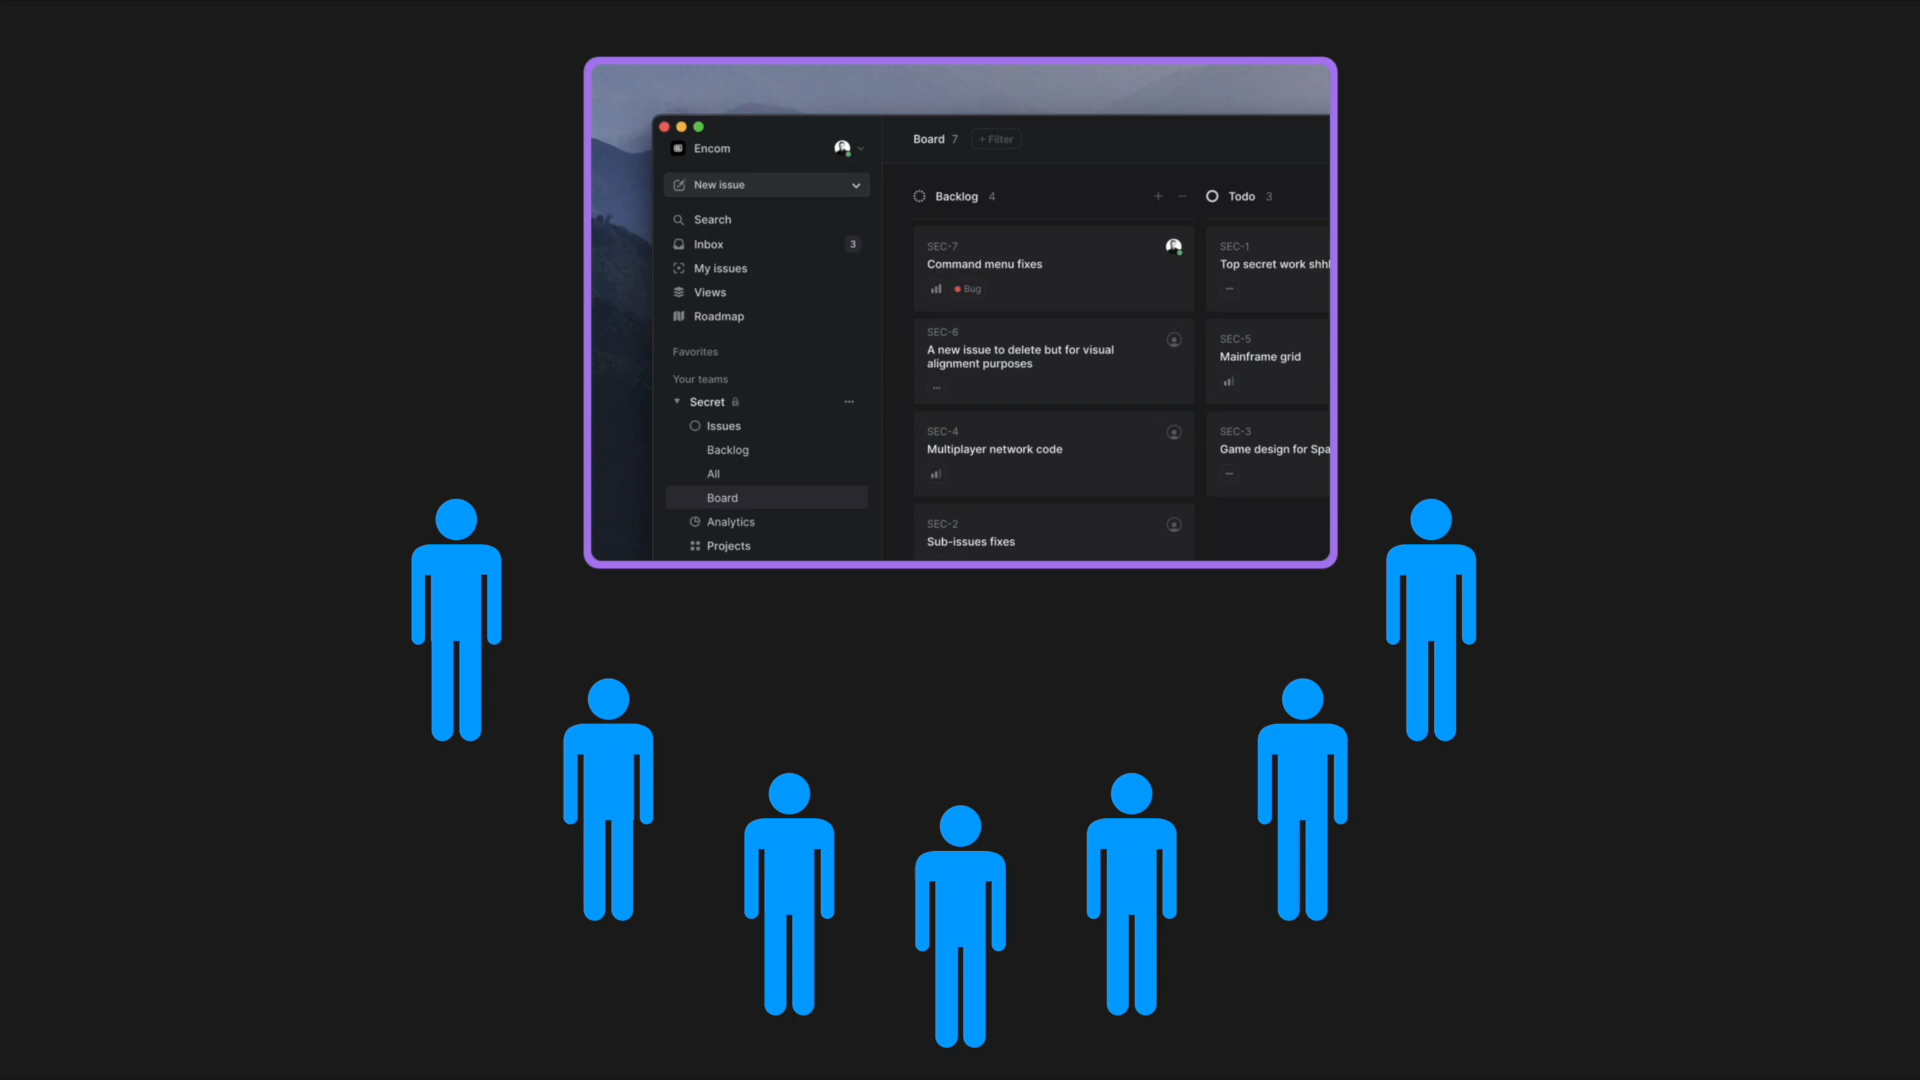 Encom
New issue
Search
Inbox 3
My issues
Views
Roadmap
Favorites
Your teams
Secret
Issues
Backlog
All
Board
Analytics
Projects
Board 7 + Filter
Backlog 4
SEC-7
Command menu fixes
Bug
SEC-6
A new issue to delete but for visual
alignment purposes
SEC-4
Multiplayer network code
SEC-2
Sub-issues fixes
Todo 3
SEC-1
Top secret work shhl
SEC-5
Mainframe grid
SEC-3
Game design for Spa